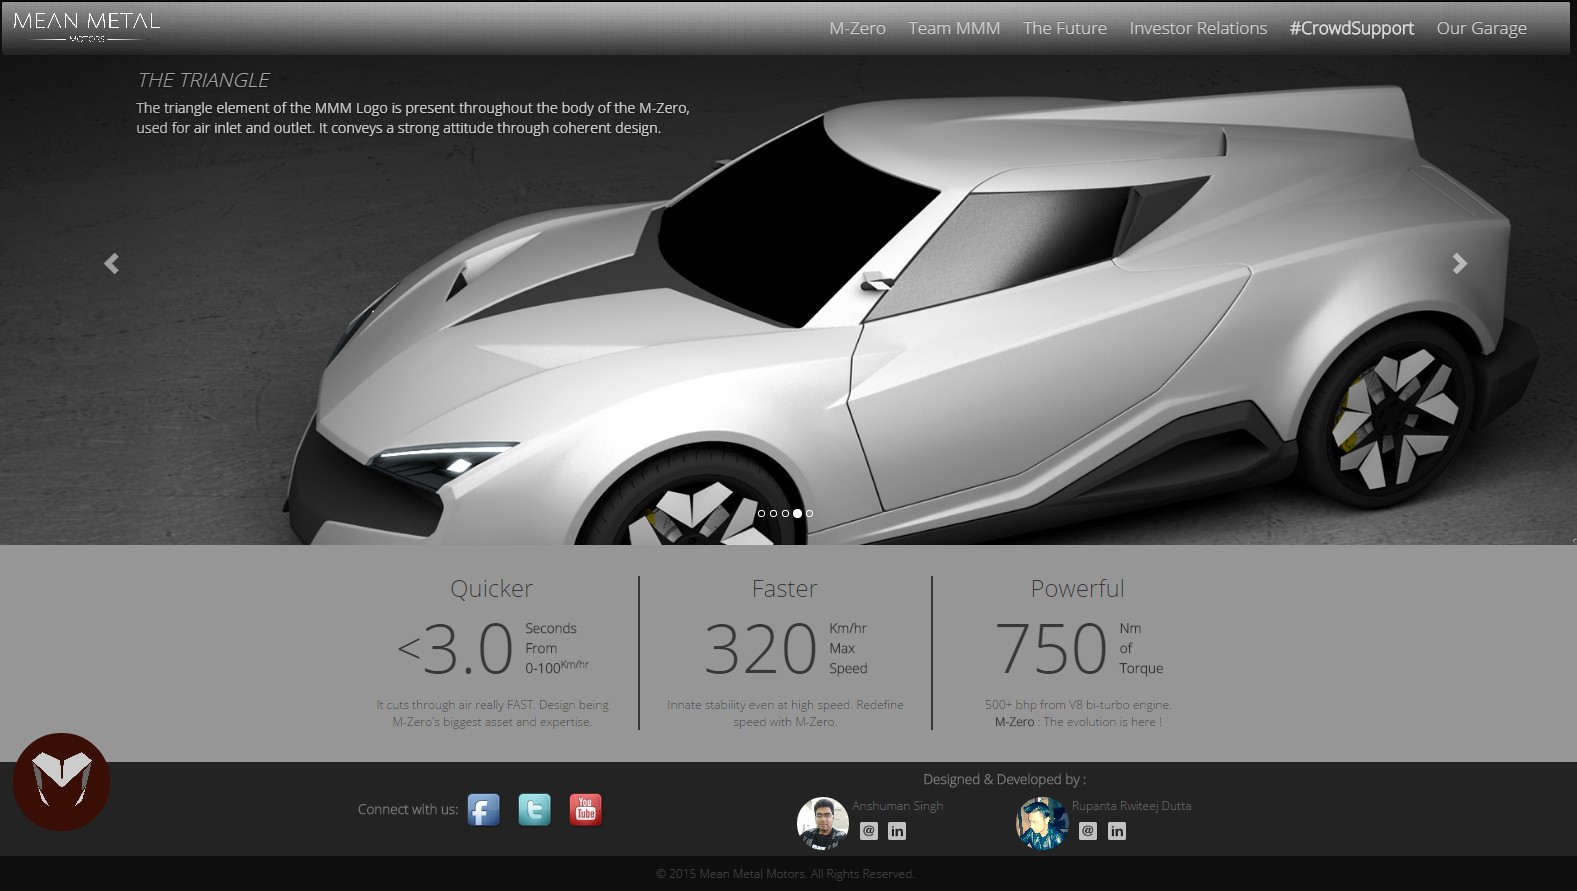 MEAN METAL
MOTORS
M-Zero Team MMM The Future Investor Relations #CrowdSupport Our Garage
THE TRIANGLE
The triangle element of the MMM Logo is present throughout the body of the M-Zero,
used for air inlet and outlet. It conveys a strong attitude through coherent design.
Quicker
<3.0
Seconds
From
0-100Km/hr
It cuts through air really FAST. Design being
M-Zero's biggest asset and expertise.
Faster
320
Km/hr
Max
Speed
Innate stability even at high speed. Redefine
speed with M-Zero.
Powerful
750
Nm
of
Torque
500+ bhp from V8 bi-turbo engine.
M-Zero : The evolution is here !
Connect with us:
f
t
You
Tube
Designed & Developed by :
Anshuman Singh
@ in
Rupanta Rwiteej Dutta
@ in
© 2015 Mean Metal Motors. All Rights Reserved.